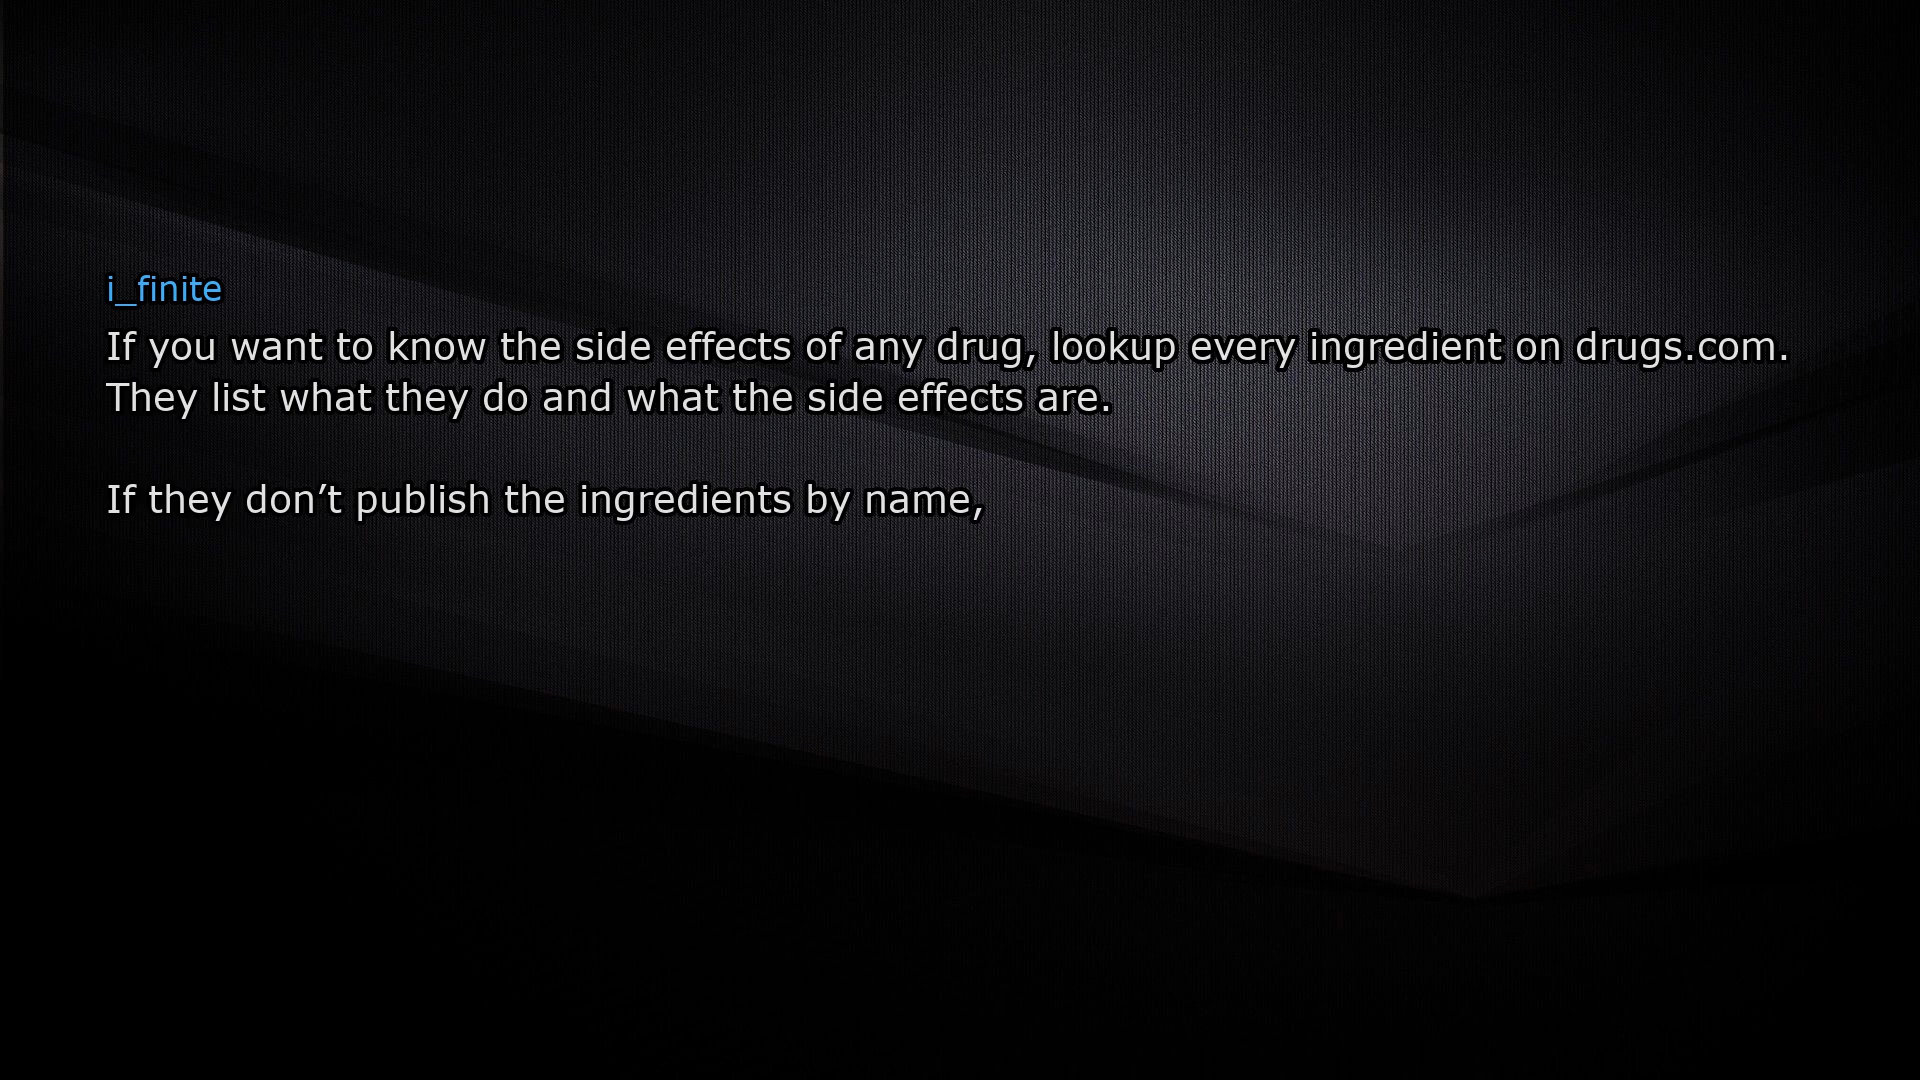 i_finite
If you want to know the side effects of any drug, lookup every ingredient on drugs.com.
They list what they do and what the side effects are.
If they don’t publish the ingredients by name,